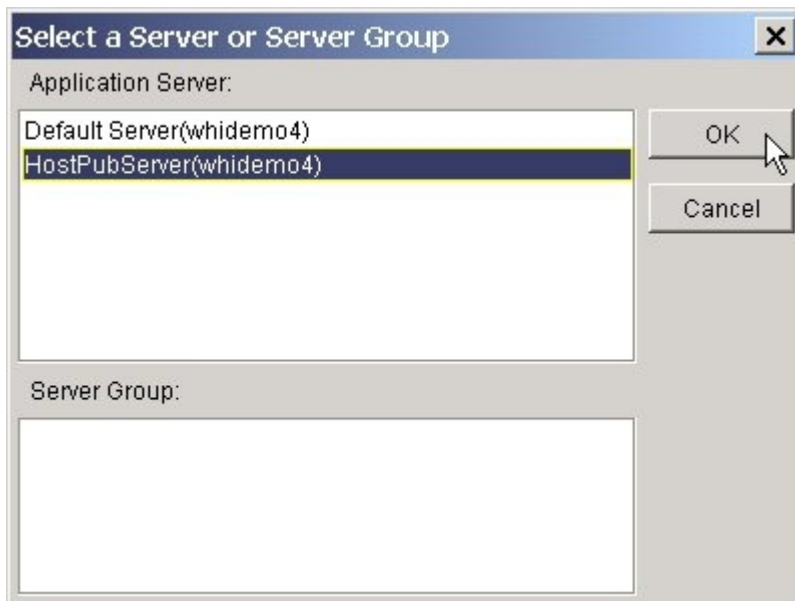 Select a Server or Server Group
Application Server:
Default Server(whidemo4)
HostPubServer(whidemo4)
OK
Cancel
Server Group: